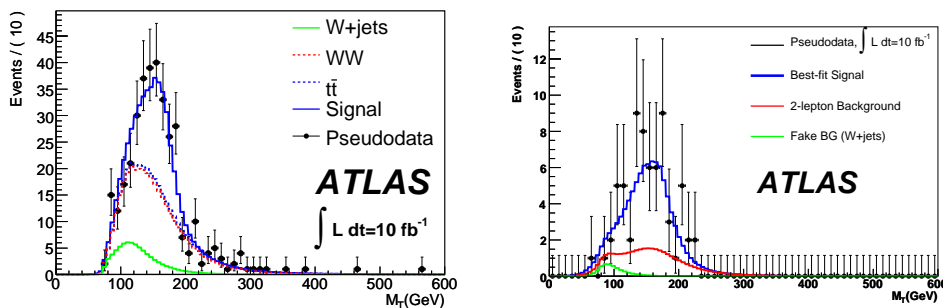 Events / ( 10 )
45
40
35
30
25
20
15
10
5
0
0 100 200 300 400 500 600
M_T(GeV)
W+jets
WW
tt̄
Signal
Pseudodata
ATLAS
∫ L dt=10 fb⁻¹
Events / ( 10 )
12
10
8
6
4
2
0
0 100 200 300 400 500 600
M_T(GeV)
Pseudodata, ∫ L dt=10 fb⁻¹
Best-fit Signal
2-lepton Background
Fake BG (W+jets)
ATLAS